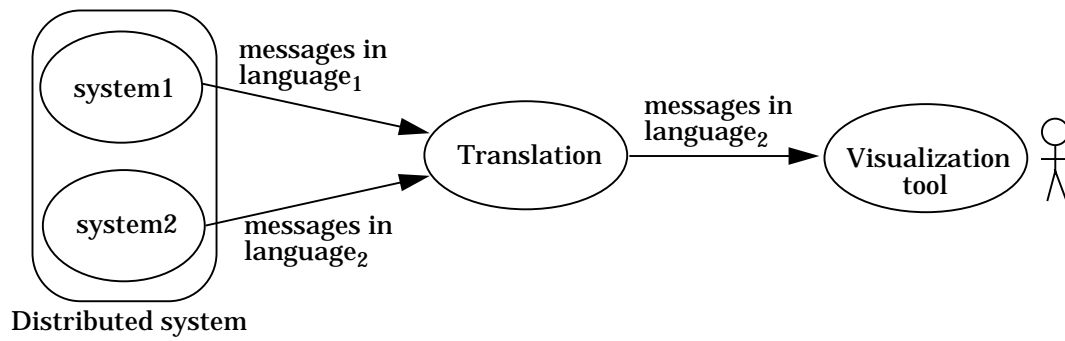 messages in
language₁
system1
messages in
language₂
Translation
Visualization
tool
system2
messages in
language₂
Distributed system